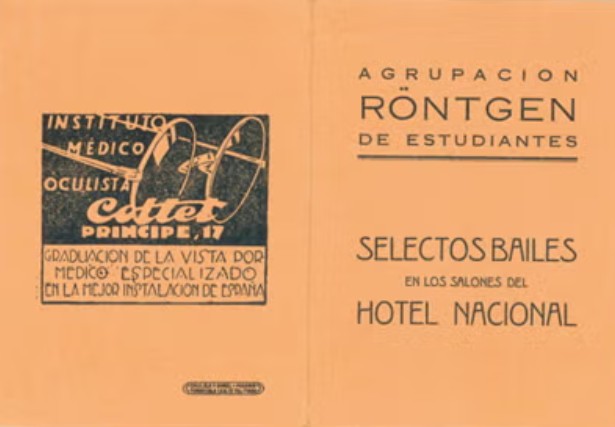 INSTITUTO
MÉDICO
OCULISTA
Cottet
PRINCIPE, 17
GRADUACION DE LA VISTA POR
MEDICO ESPECIALIZADO
EN LA MEJOR INSTALACION DE ESPAÑA
AGRUPACION
RÖNTGEN
DE ESTUDIANTES
SELECTOS BAILES
EN LOS SALONES DEL
HOTEL NACIONAL